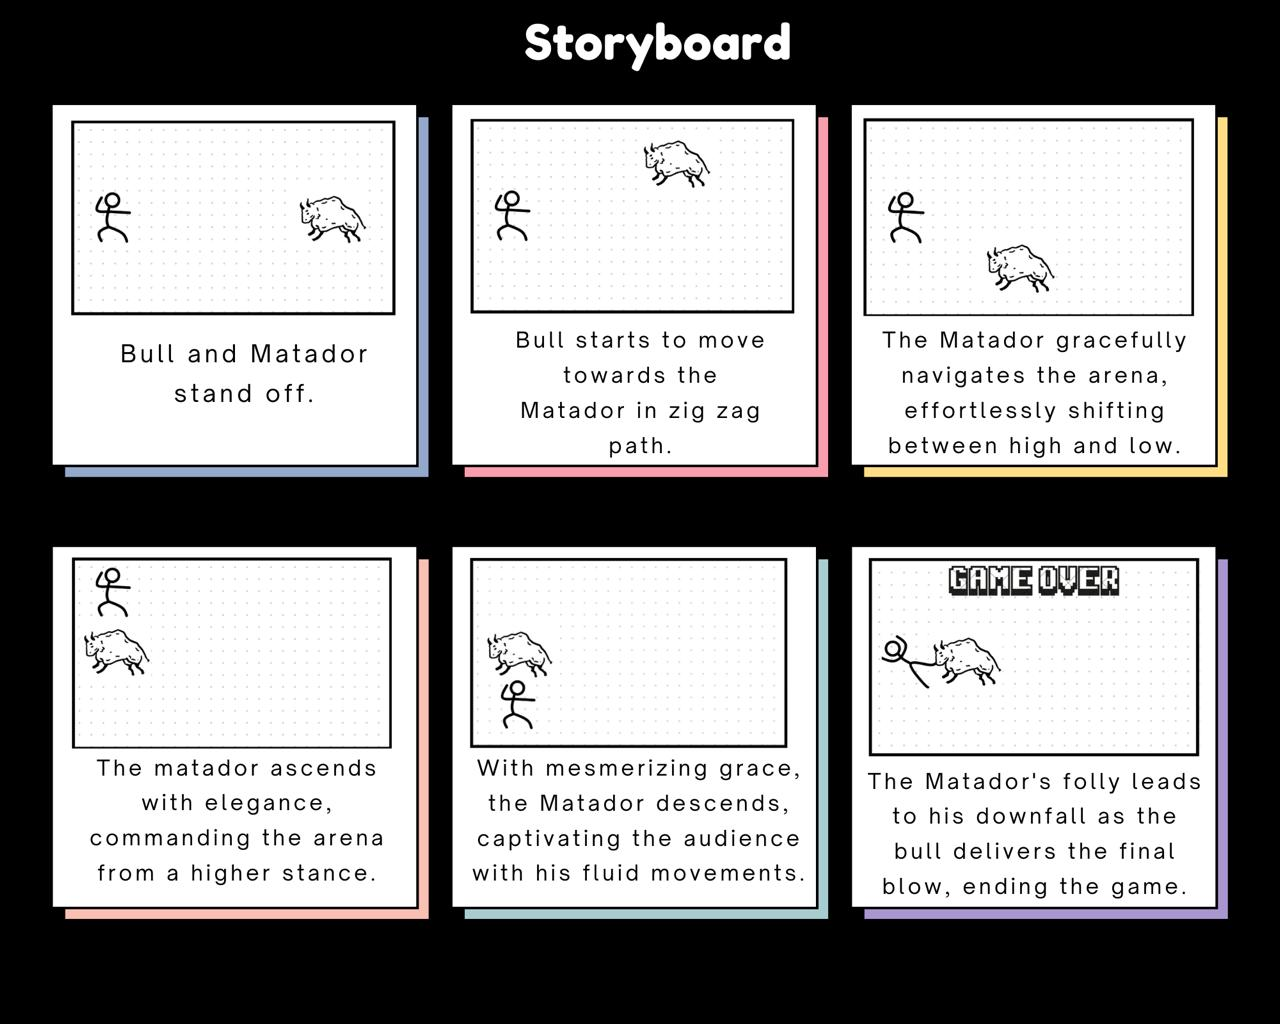 Storyboard
Bull and Matador
stand off.
Bull starts to move
towards the
Matador in zig zag
path.
The Matador gracefully
navigates the arena,
effortlessly shifting
between high and low.
The matador ascends
with elegance,
commanding the arena
from a higher stance.
With mesmerizing grace,
the Matador descends,
captivating the audience
with his fluid movements.
GAME OVER
The Matador's folly leads
to his downfall as the
bull delivers the final
blow, ending the game.